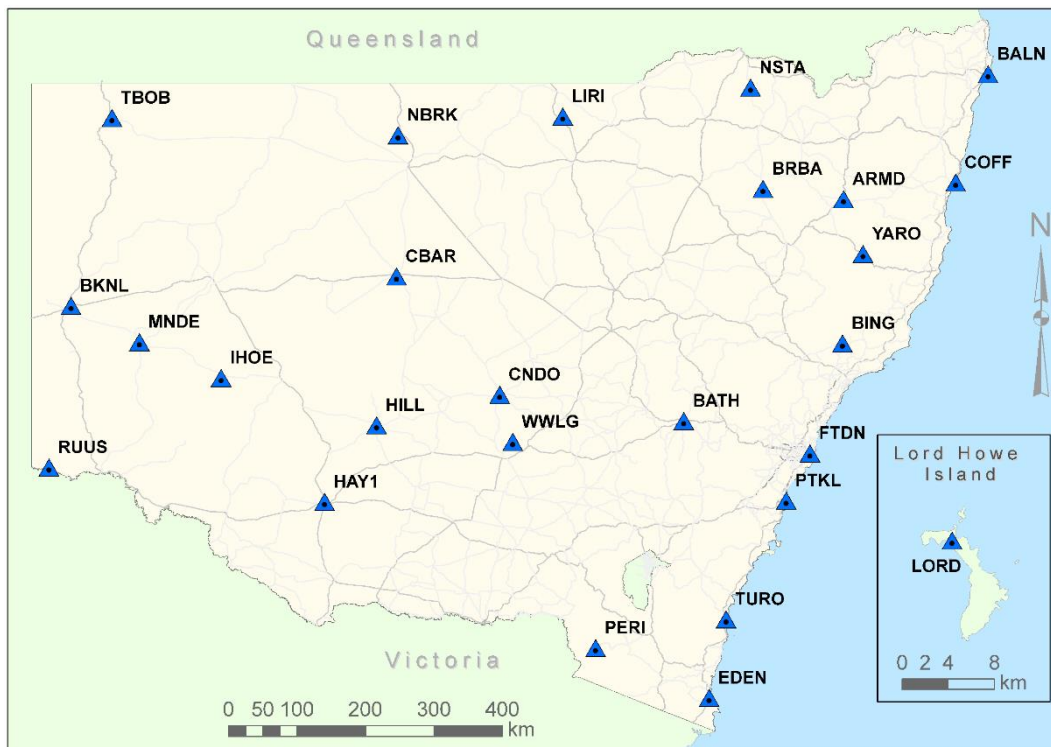 Queensland
BALN
NSTA
TBOB
LIRI
NBRK
COFF
BRBA
ARMD
N
YARO
CBAR
BKNL
MNDE
BING
IHOE
CNDO
HILL
BATH
WWLG
FTDN
RUUS
Lord Howe
Island
HAY1
PTKL
LORD
TURO
PERI
Victoria
0 2 4 8
km
EDEN
0 50 100 200 300 400
km